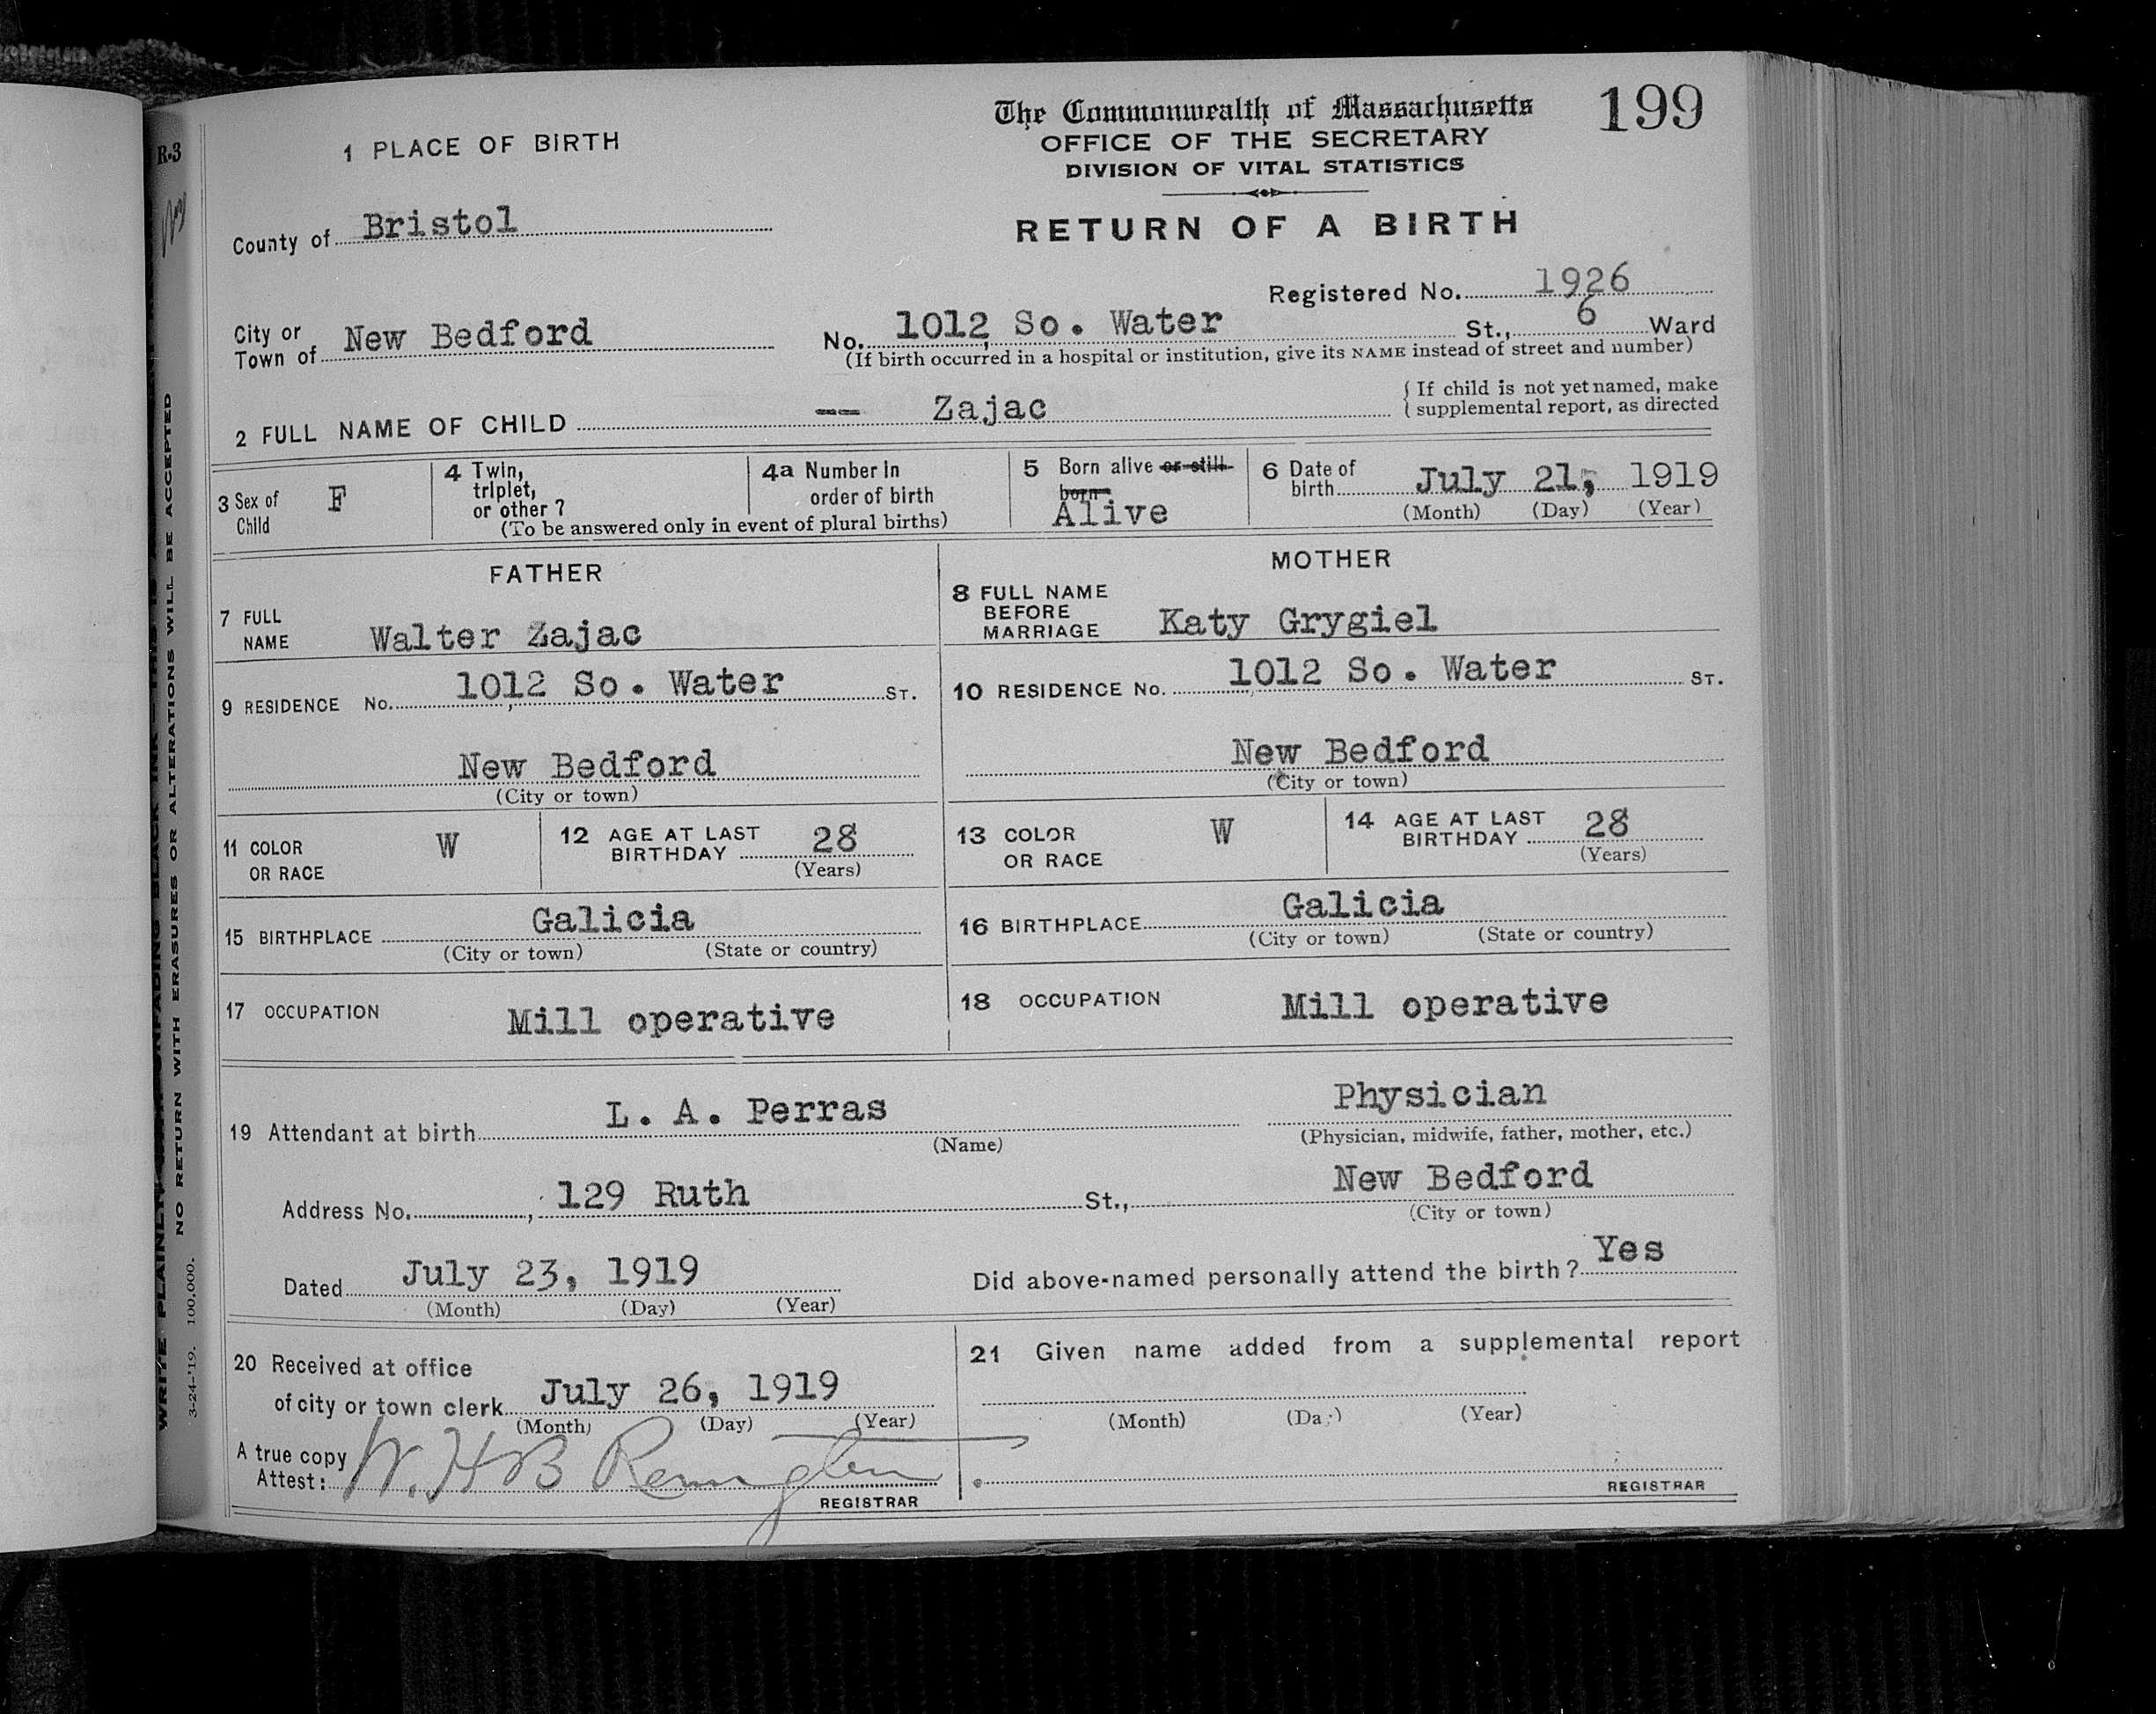 The Commonwealth of Massachusetts
199
OFFICE OF THE SECRETARY
DIVISION OF VITAL STATISTICS
RETURN OF A BIRTH
R-3
1 PLACE OF BIRTH
County of Bristol
Registered No. 1926
City or Town of New Bedford
No. 1012 So. Water St., 6 Ward
(If birth occurred in a hospital or institution, give its NAME instead of street and number)
2 FULL NAME OF CHILD -- Zajac
{ If child is not yet named, make
{ supplemental report, as directed
3 Sex of Child F
4 Twin, triplet, or other?
4a Number in order of birth
(To be answered only in event of plural births)
5 Born alive or still born Alive
6 Date of birth July 21, 1919
(Month) (Day) (Year)
FATHER
7 FULL NAME Walter Zajac
9 RESIDENCE No. 1012 So. Water ST.
New Bedford
(City or town)
11 COLOR OR RACE W
12 AGE AT LAST BIRTHDAY 28
(Years)
15 BIRTHPLACE Galicia
(City or town) (State or country)
17 OCCUPATION Mill operative
MOTHER
8 FULL NAME BEFORE MARRIAGE Katy Grygiel
10 RESIDENCE No. 1012 So. Water ST.
New Bedford
(City or town)
13 COLOR OR RACE W
14 AGE AT LAST BIRTHDAY 28
(Years)
16 BIRTHPLACE Galicia
(City or town) (State or country)
18 OCCUPATION Mill operative
19 Attendant at birth L. A. Perras Physician
(Name) (Physician, midwife, father, mother, etc.)
Address No. , 129 Ruth St., New Bedford
(City or town)
Dated July 23, 1919 Did above-named personally attend the birth? Yes
(Month) (Day) (Year)
20 Received at office
of city or town clerk July 26, 1919
(Month) (Day) (Year)
A true copy
Attest: W. H B Remington
REGISTRAR
21 Given name added from a supplemental report
(Month) (Da ) (Year)
REGISTRAR
WRITE PLAINLY UNFADING BLACK INK — THIS IS
NO RETURN WITH ERASURES OR ALTERATIONS WILL BE ACCEPTED
3-24-'19. 100,000.